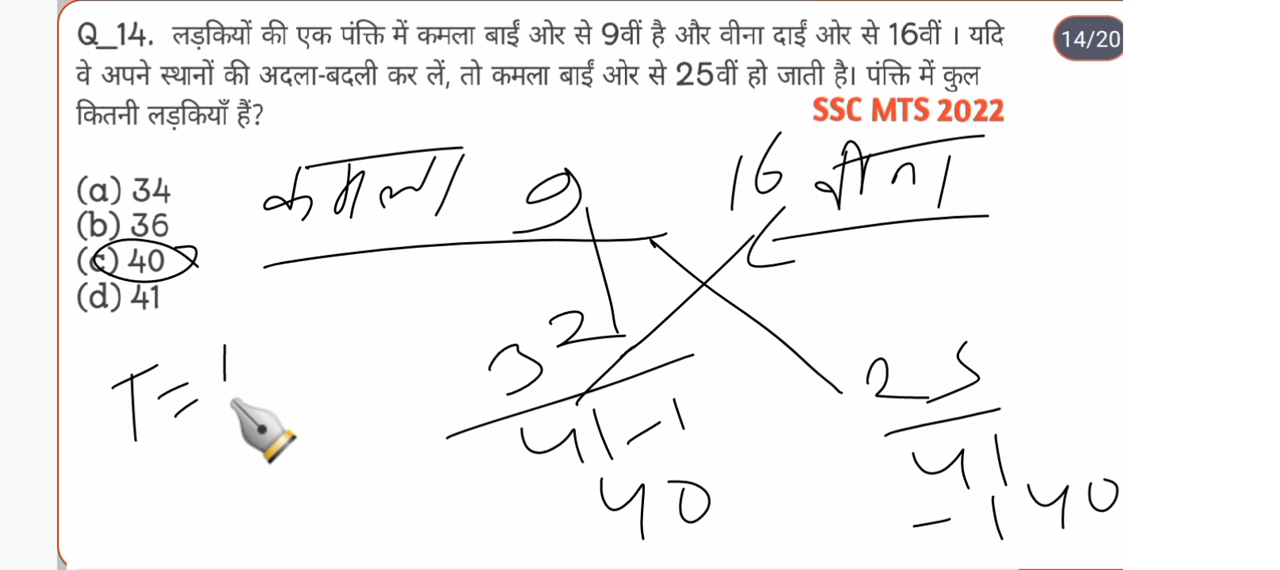 Q_14. लड़कियों की एक पंक्ति में कमला बाईं ओर से 9वीं है और वीना दाईं ओर से 16वीं । यदि
14/20
वे अपने स्थानों की अदला-बदली कर लें, तो कमला बाईं ओर से 25वीं हो जाती है। पंक्ति में कुल
कितनी लड़कियाँ हैं?
SSC MTS 2022
(a) 34
(b) 36
(c) 40
(d) 41
कमला 9 16 वीना
32 25
41-1 41
40 -1 40
T = 1